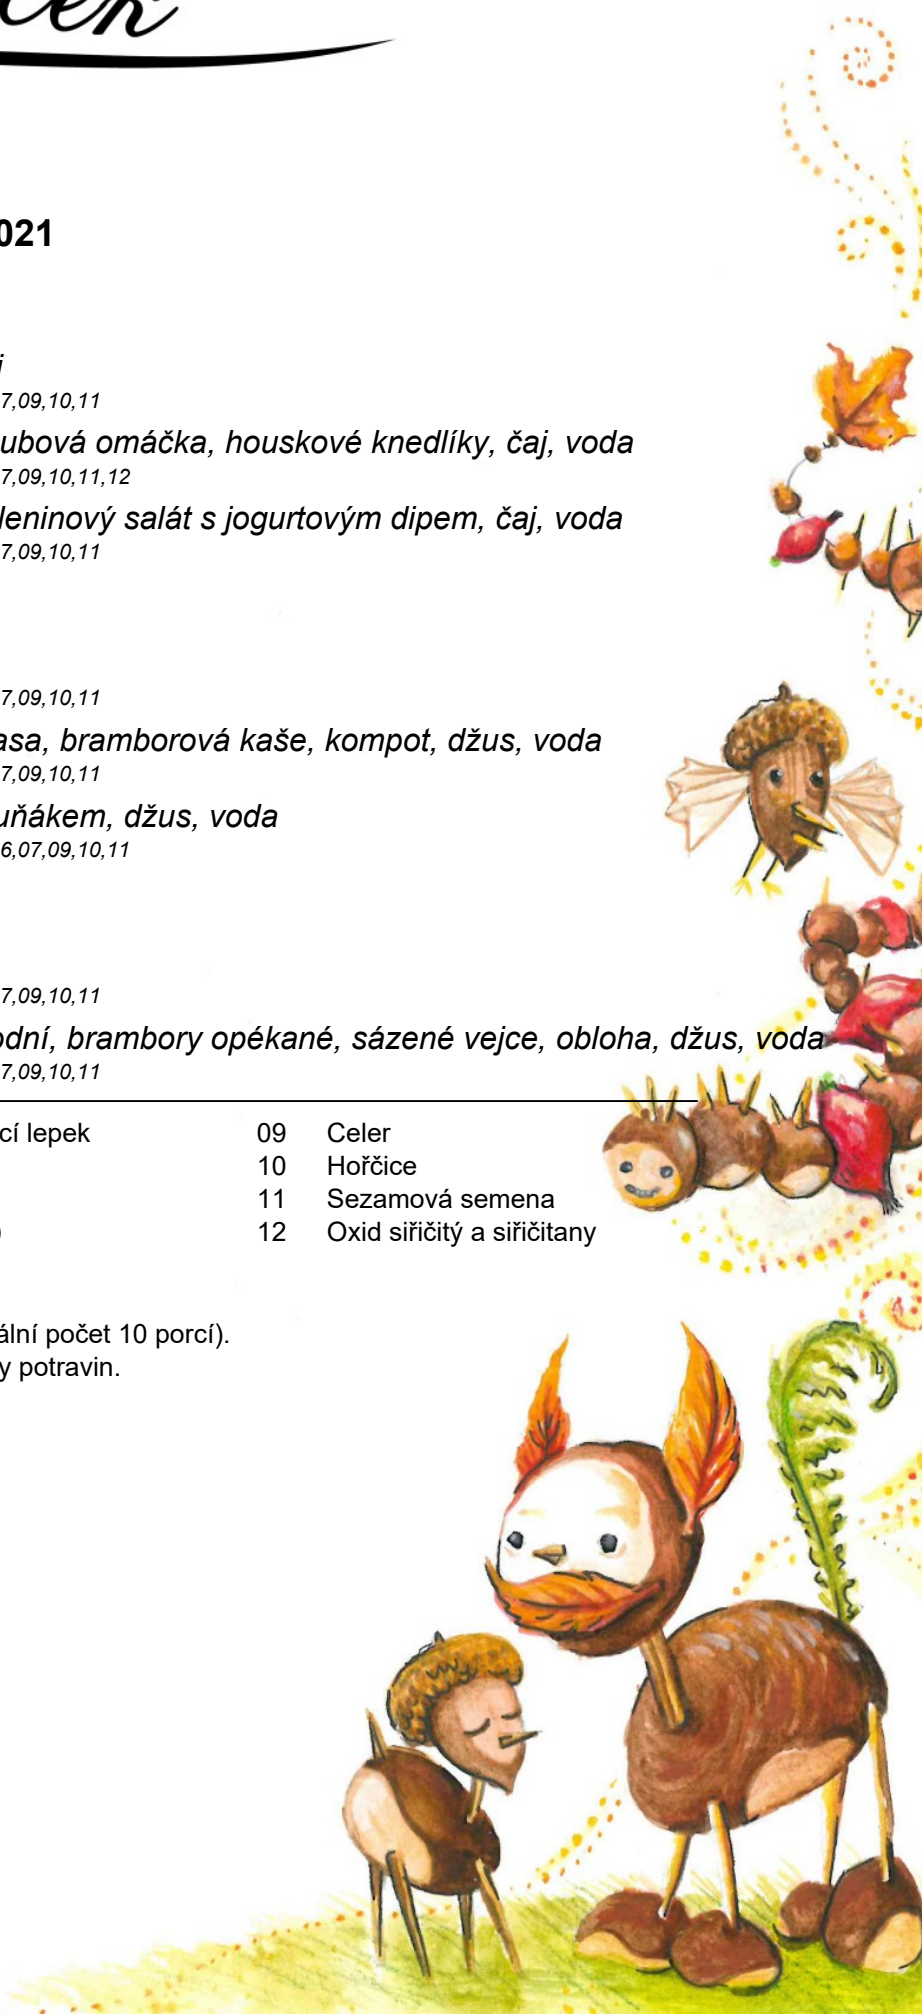 021
i
7,09,10,11
ubová omáčka, houskové knedlíky, čaj, voda
7,09,10,11,12
leninový salát s jogurtovým dipem, čaj, voda
7,09,10,11
7,09,10,11
asa, bramborová kaše, kompot, džus, voda
7,09,10,11
uňákem, džus, voda
6,07,09,10,11
7,09,10,11
odní, brambory opékané, sázené vejce, obloha, džus, voda
7,09,10,11
cí lepek 09 Celer
10 Hořčice
11 Sezamová semena
) 12 Oxid siřičitý a siřičitany
ální počet 10 porcí).
y potravin.